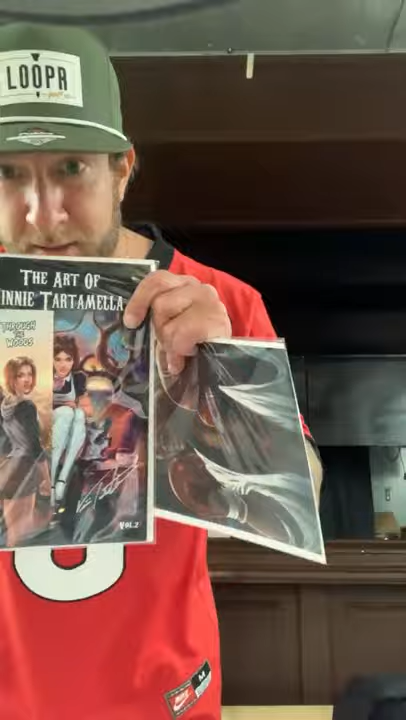 LOOPR
THE ART OF
INNIE TARTAMELLA
THROUGH
THE
WOODS
VOL.2
M